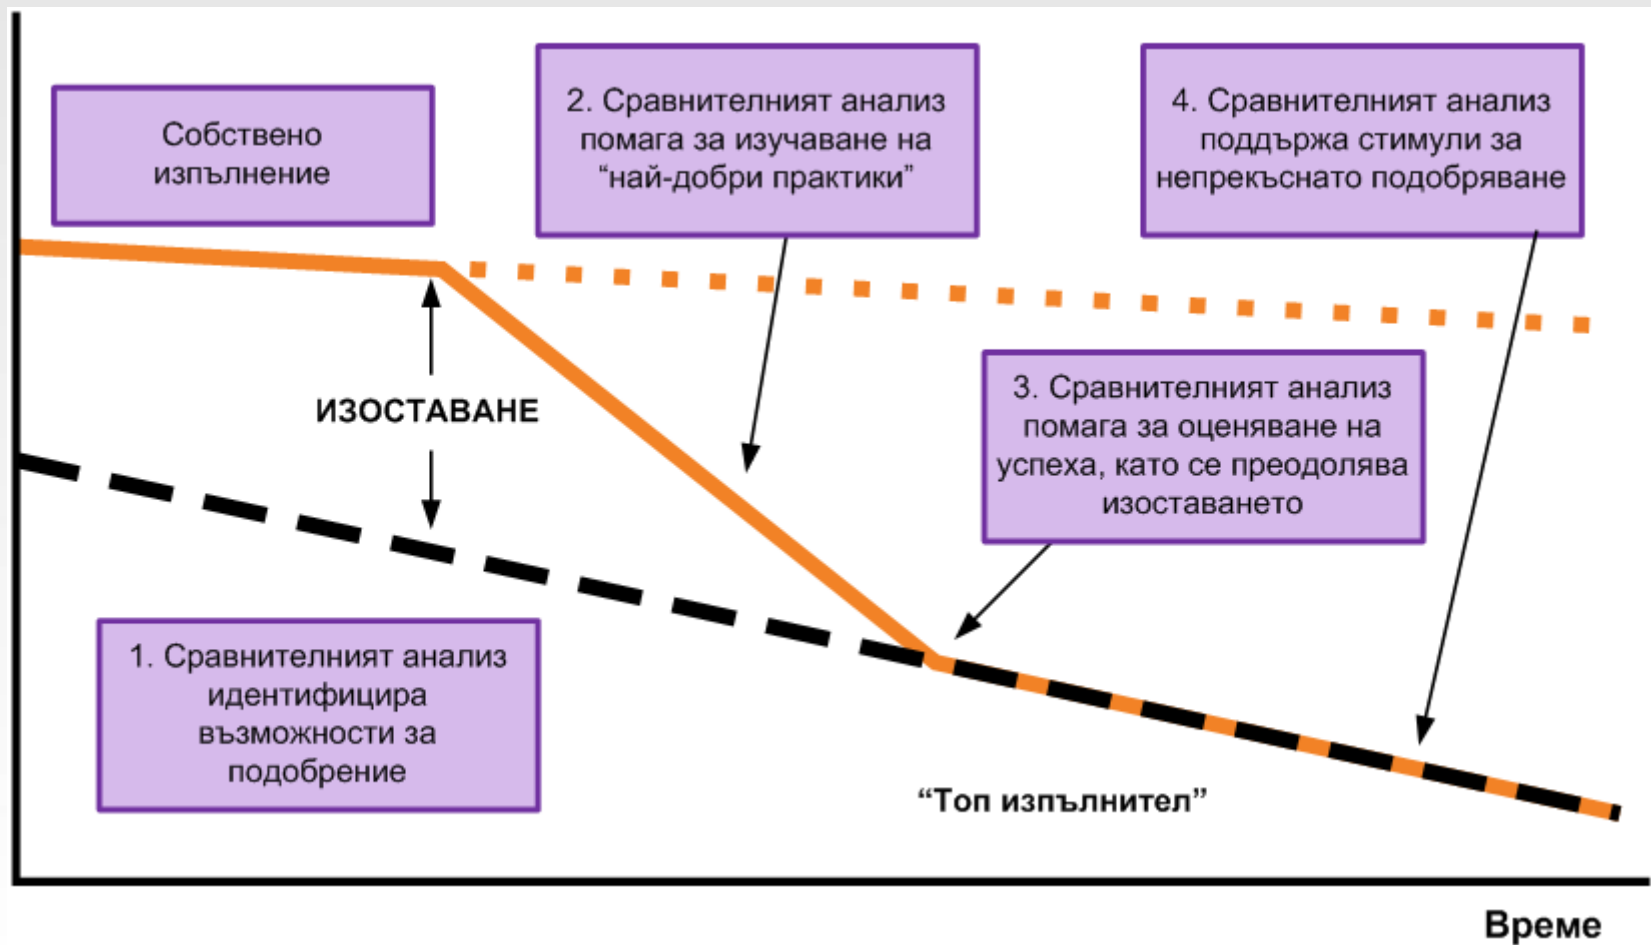 Собствено
изпълнение
2. Сравнителният анализ
помага за изучаване на
“най-добри практики”
4. Сравнителният анализ
поддържа стимули за
непрекъснато подобряване
ИЗОСТАВАНЕ
3. Сравнителният анализ
помага за оценяване на
успеха, като се преодолява
изоставането
1. Сравнителният анализ
идентифицира
възможности за
подобрение
“Топ изпълнител”
Време